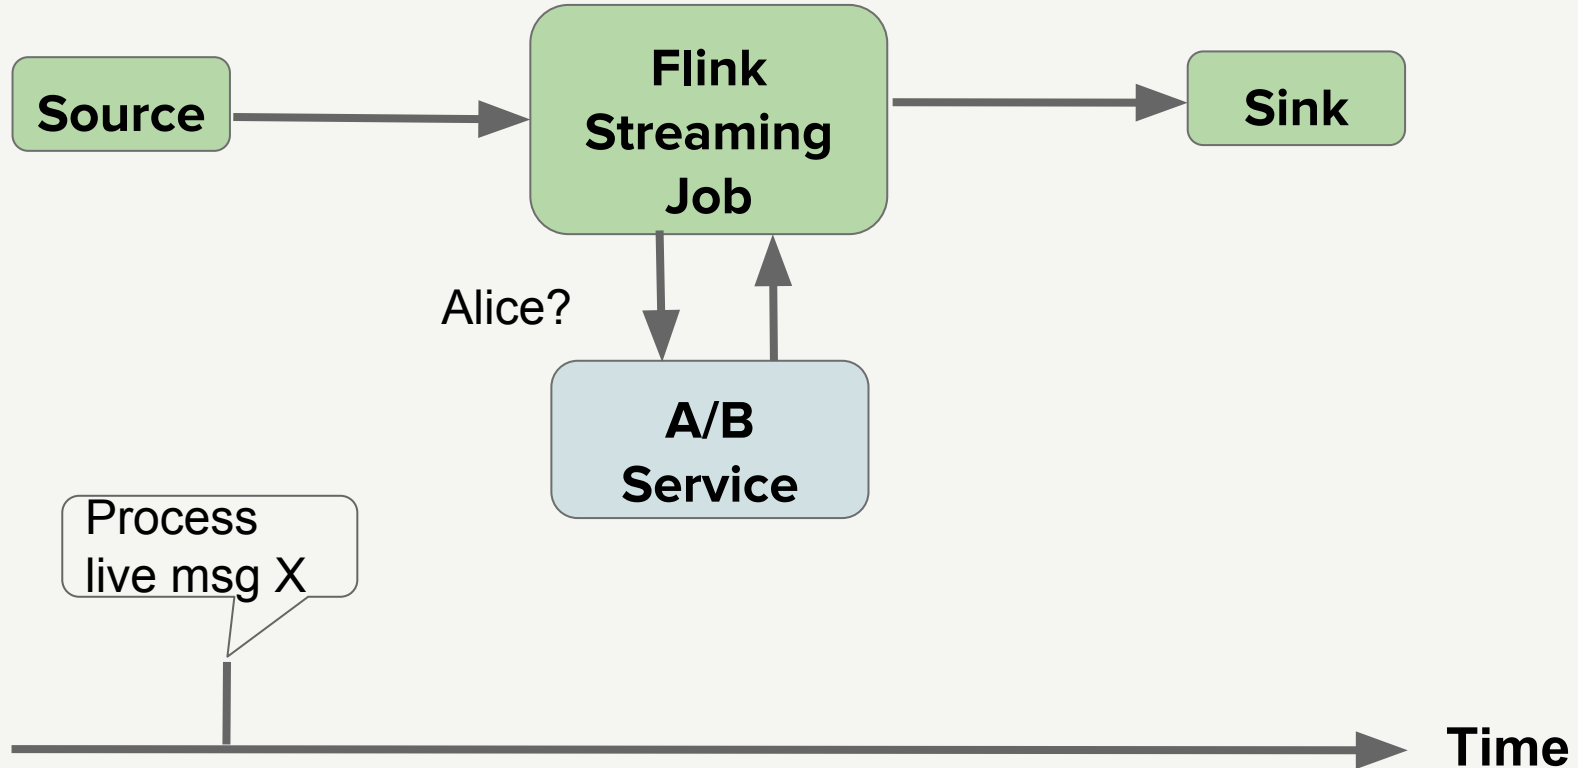 Source
Flink
Streaming
Job
Sink
Alice?
A/B
Service
Process
live msg X
Time